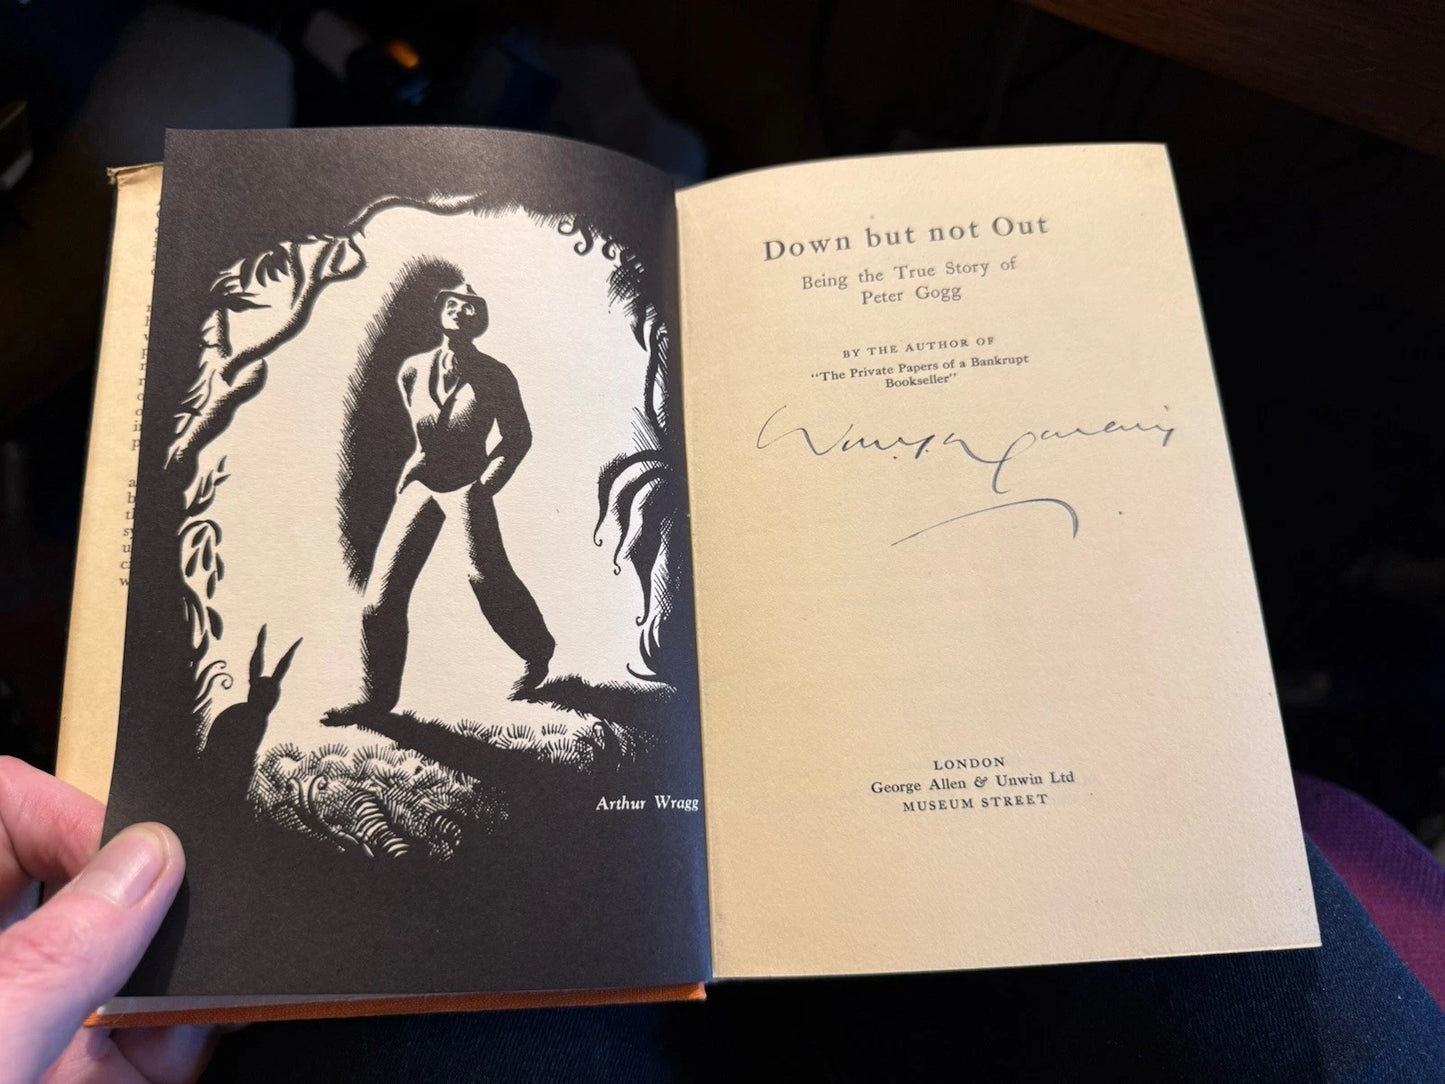 Arthur Wragg
Down but not Out
Being the True Story of
Peter Gogg
BY THE AUTHOR OF
"The Private Papers of a Bankrupt
Bookseller"
LONDON
George Allen & Unwin Ltd
MUSEUM STREET